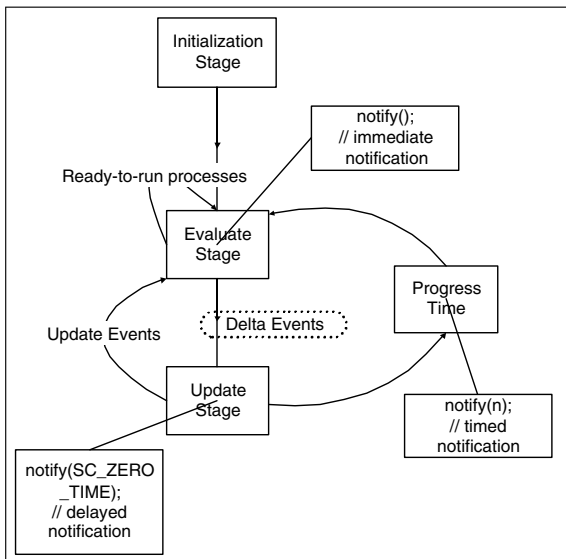 Initialization
Stage
notify();
// immediate
notification
Ready-to-run processes
Evaluate
Stage
Progress
Time
Delta Events
Update Events
Update
Stage
notify(n);
// timed
notification
notify(SC_ZERO
_TIME);
// delayed
notification